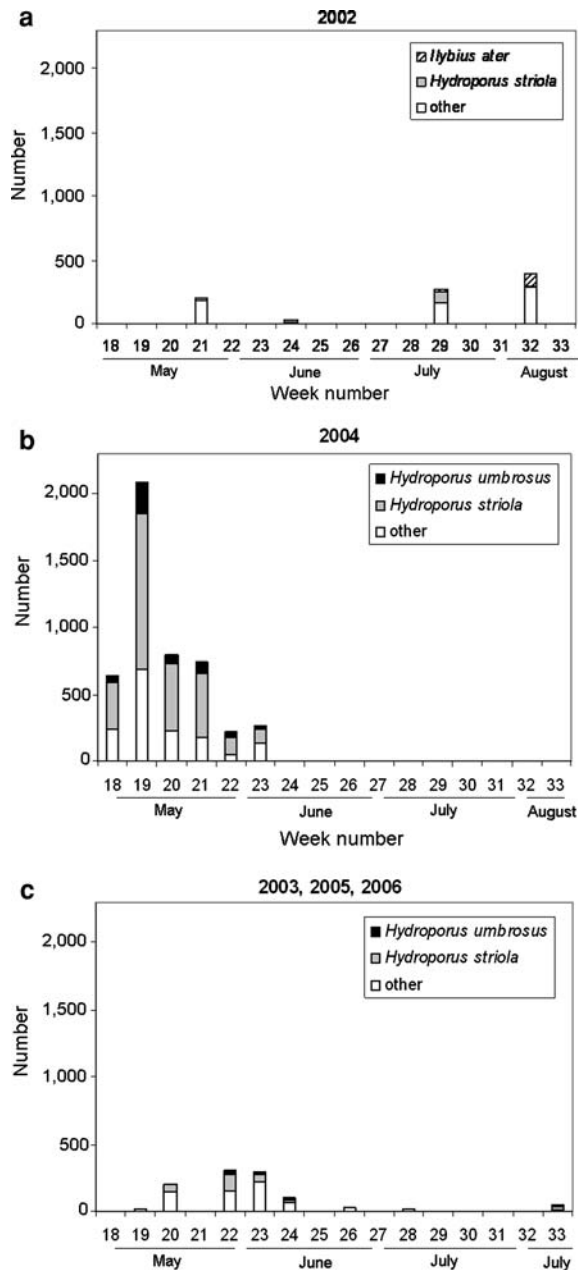 a
2002
Ilybius ater
Hydroporus striola
other
Number
2,000
1,500
1,000
500
0
18 19 20 21 22 23 24 25 26 27 28 29 30 31 32 33
May June July August
Week number
b
2004
Hydroporus umbrosus
Hydroporus striola
other
Number
2,000
1,500
1,000
500
0
18 19 20 21 22 23 24 25 26 27 28 29 30 31 32 33
May June July August
Week number
c
2003, 2005, 2006
Hydroporus umbrosus
Hydroporus striola
other
Number
2,000
1,500
1,000
500
0
18 19 20 21 22 23 24 25 26 27 28 29 30 31 32 33
May June July July